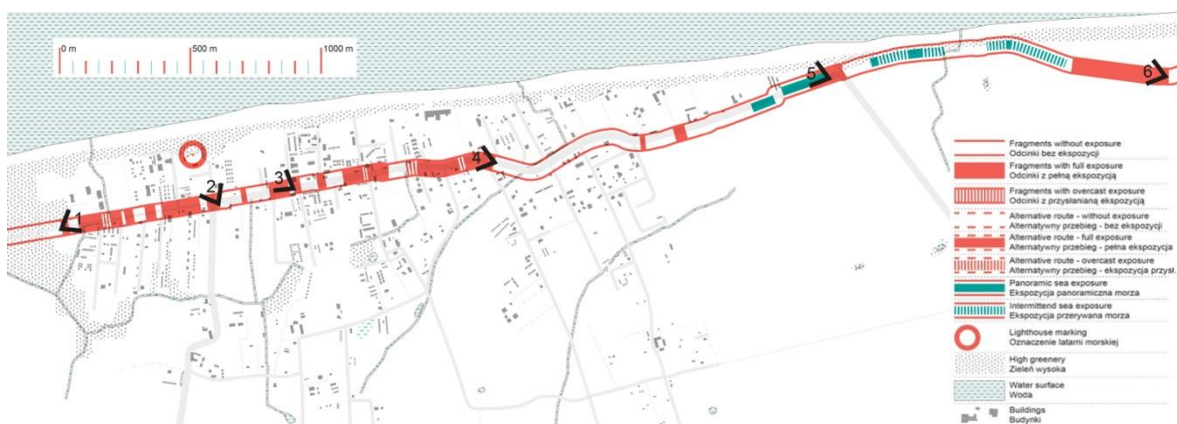 0 m 500 m 1000 m
1
2
3
4
5
6
Fragments without exposure
Odcinki bez ekspozycji
Fragments with full exposure
Odcinki z pełną ekspozycją
Fragments with overcast exposure
Odcinki z przysłanianą ekspozycją
Alternative route - without exposure
Alternatywny przebieg - bez ekspozycji
Alternative route - full exposure
Alternatywny przebieg - pełna ekspozycja
Alternative route - overcast exposure
Alternatywny przebieg - ekspozycja przysł.
Panoramic sea exposure
Ekspozycja panoramiczna morza
Intermittend sea exposure
Ekspozycja przerywana morza
Lighthouse marking
Oznaczenie latarni morskiej
High greenery
Zieleń wysoka
Water surface
Woda
Buildings
Budynki